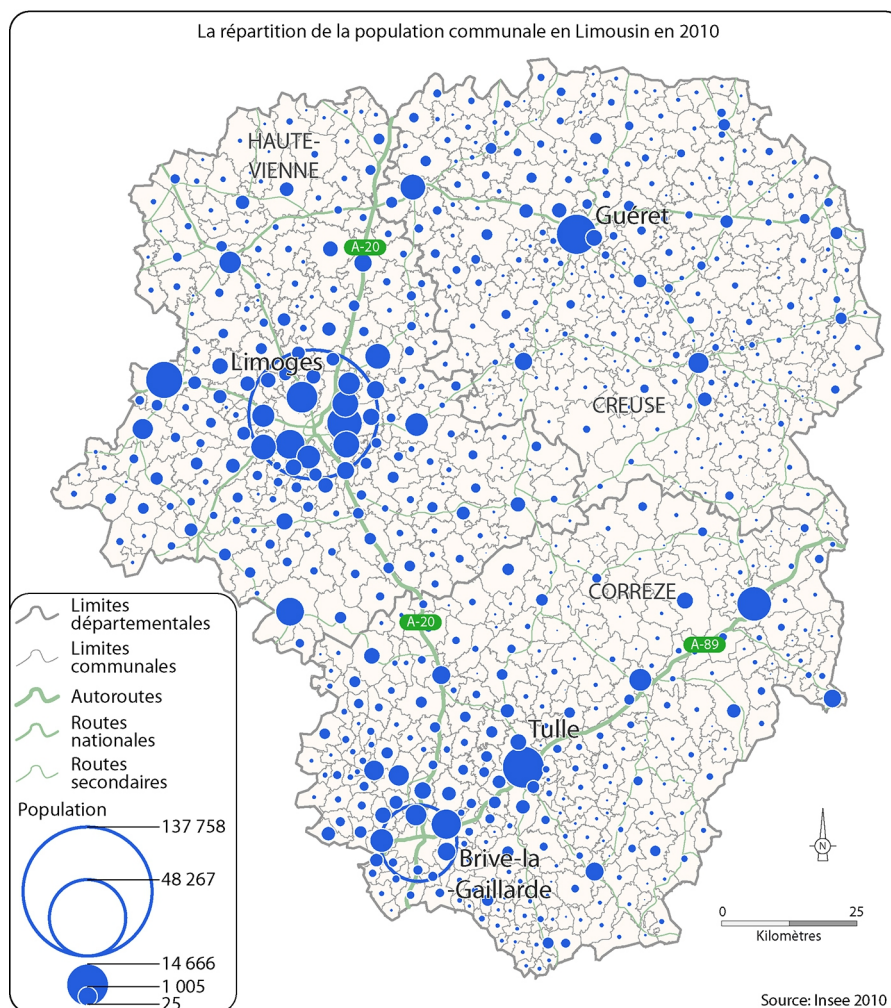 La répartition de la population communale en Limousin en 2010
HAUTE-
VIENNE
Guéret
A-20
Limoges
CREUSE
CORREZE
A-20
A-89
Tulle
Brive-la
-Gaillarde
Limites
départementales
Limites
communales
Autoroutes
Routes
nationales
Routes
secondaires
Population
137 758
48 267
14 666
1 005
25
N
0 25
Kilomètres
Source: Insee 2010